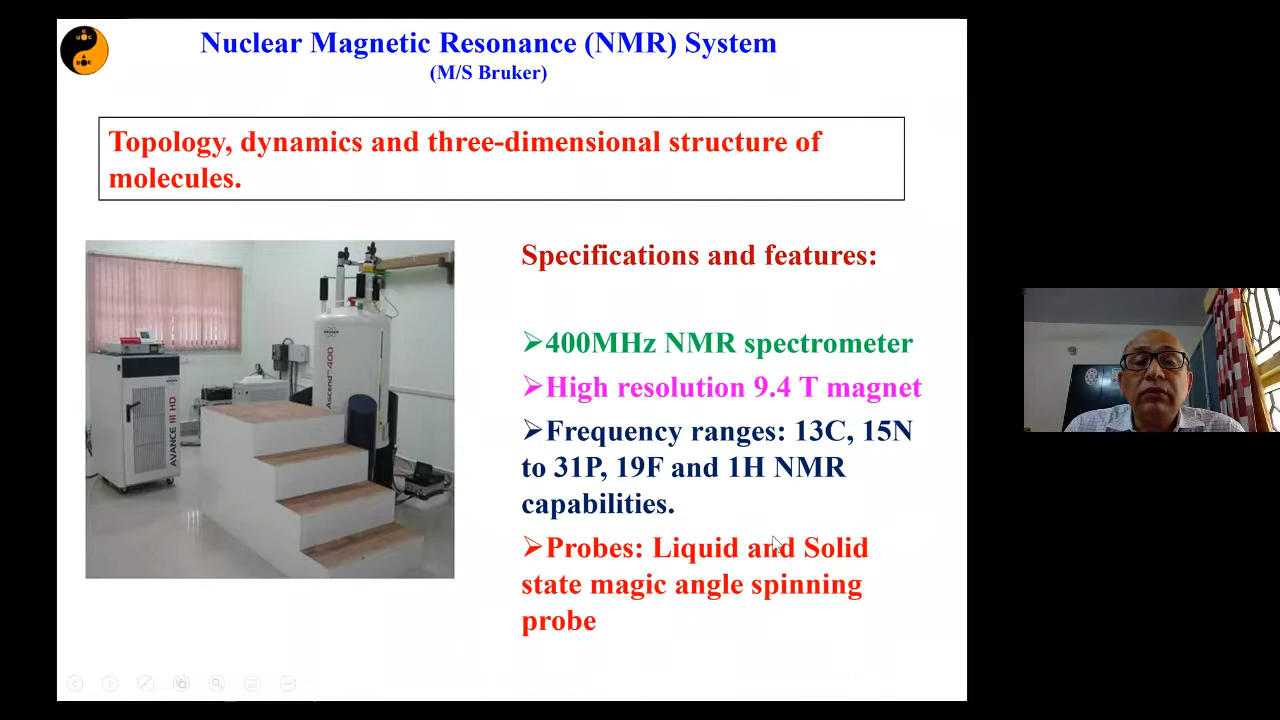 Nuclear Magnetic Resonance (NMR) System
(M/S Bruker)
Topology, dynamics and three-dimensional structure of
molecules.
Specifications and features:
➢400MHz NMR spectrometer
➢High resolution 9.4 T magnet
➢Frequency ranges: 13C, 15N
to 31P, 19F and 1H NMR
capabilities.
➢Probes: Liquid and Solid
state magic angle spinning
probe
AVANCE III HD
Ascend™ 400